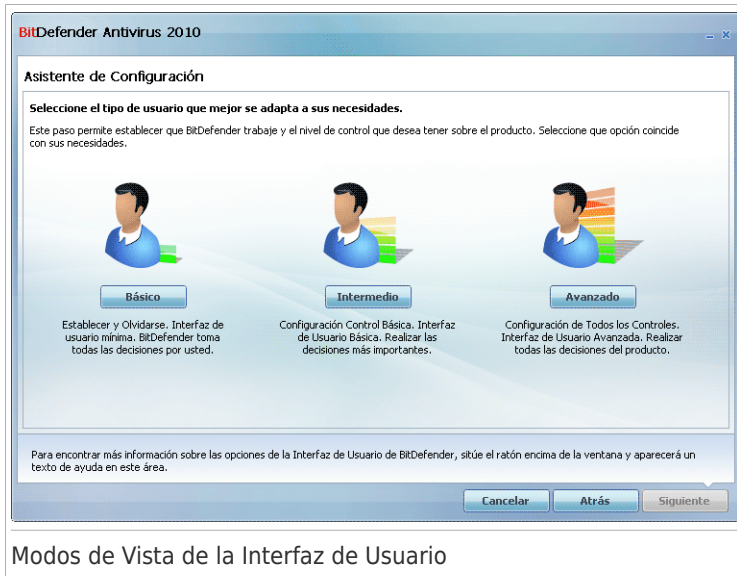 BitDefender Antivirus 2010
Asistente de Configuración
Seleccione el tipo de usuario que mejor se adapta a sus necesidades.
Este paso permite establecer que BitDefender trabaje y el nivel de control que desea tener sobre el producto. Seleccione que opción coincide
con sus necesidades.
Básico
Establecer y Olvidarse. Interfaz de
usuario mínima. BitDefender toma
todas las decisiones por usted.
Intermedio
Configuración Control Básica. Interfaz
de Usuario Básica. Realizar las
decisiones más importantes.
Avanzado
Configuración de Todos los Controles.
Interfaz de Usuario Avanzada. Realizar
todas las decisiones del producto.
Para encontrar más información sobre las opciones de la Interfaz de Usuario de BitDefender, sitúe el ratón encima de la ventana y aparecerá un
texto de ayuda en este área.
Cancelar
Atrás
Siguiente
Modos de Vista de la Interfaz de Usuario